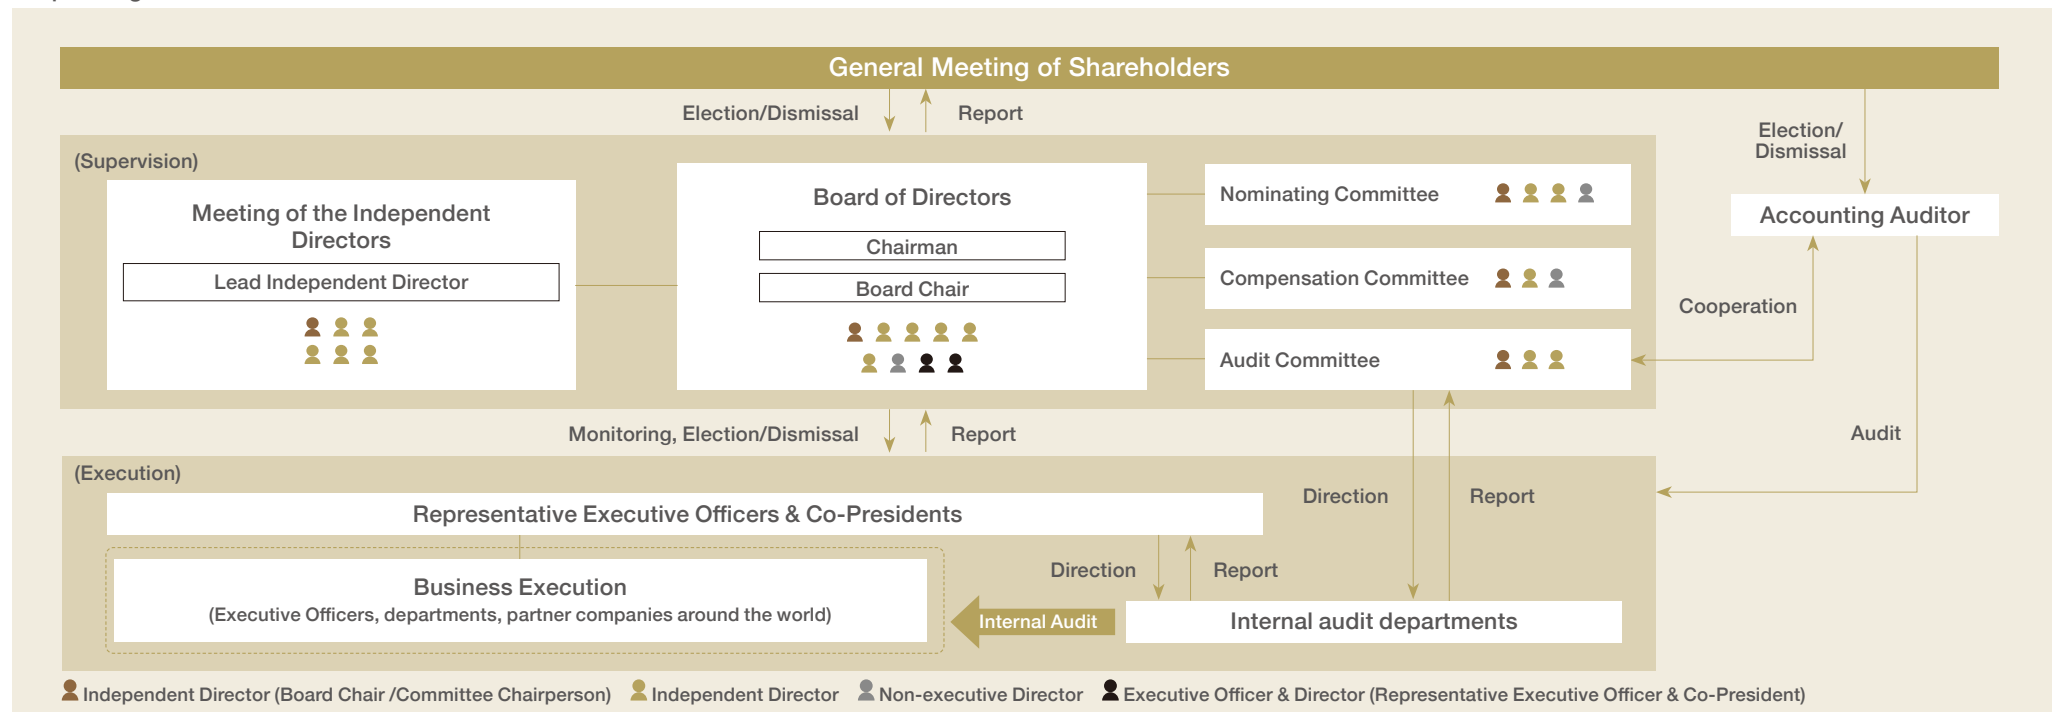 General Meeting of Shareholders
Election/Dismissal
Report
Election/
Dismissal
(Supervision)
Meeting of the Independent
Directors
Lead Independent Director
Board of Directors
Chairman
Board Chair
Nominating Committee
Compensation Committee
Audit Committee
Accounting Auditor
Cooperation
Audit
Monitoring, Election/Dismissal
Report
(Execution)
Representative Executive Officers & Co-Presidents
Direction
Report
Business Execution
(Executive Officers, departments, partner companies around the world)
Direction
Report
Internal Audit
Internal audit departments
Independent Director (Board Chair /Committee Chairperson)
Independent Director
Non-executive Director
Executive Officer & Director (Representative Executive Officer & Co-President)